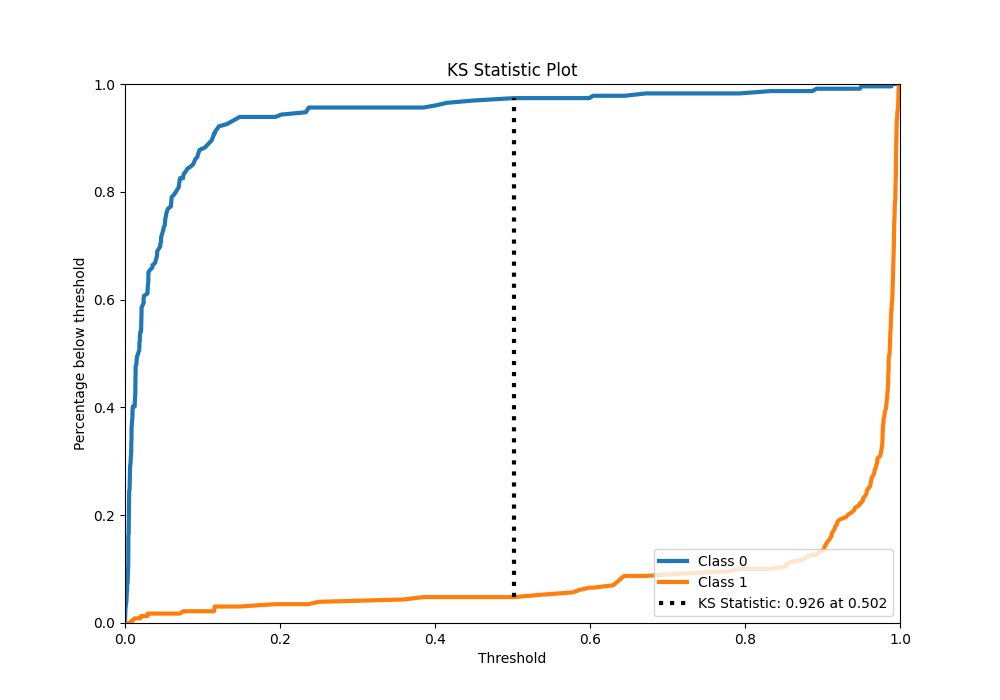 KS Statistic Plot
1.0
0.8
0.6
0.4
0.2
0.0
Percentage below threshold
0.0 0.2 0.4 0.6 0.8 1.0
Threshold
Class 0
Class 1
KS Statistic: 0.926 at 0.502